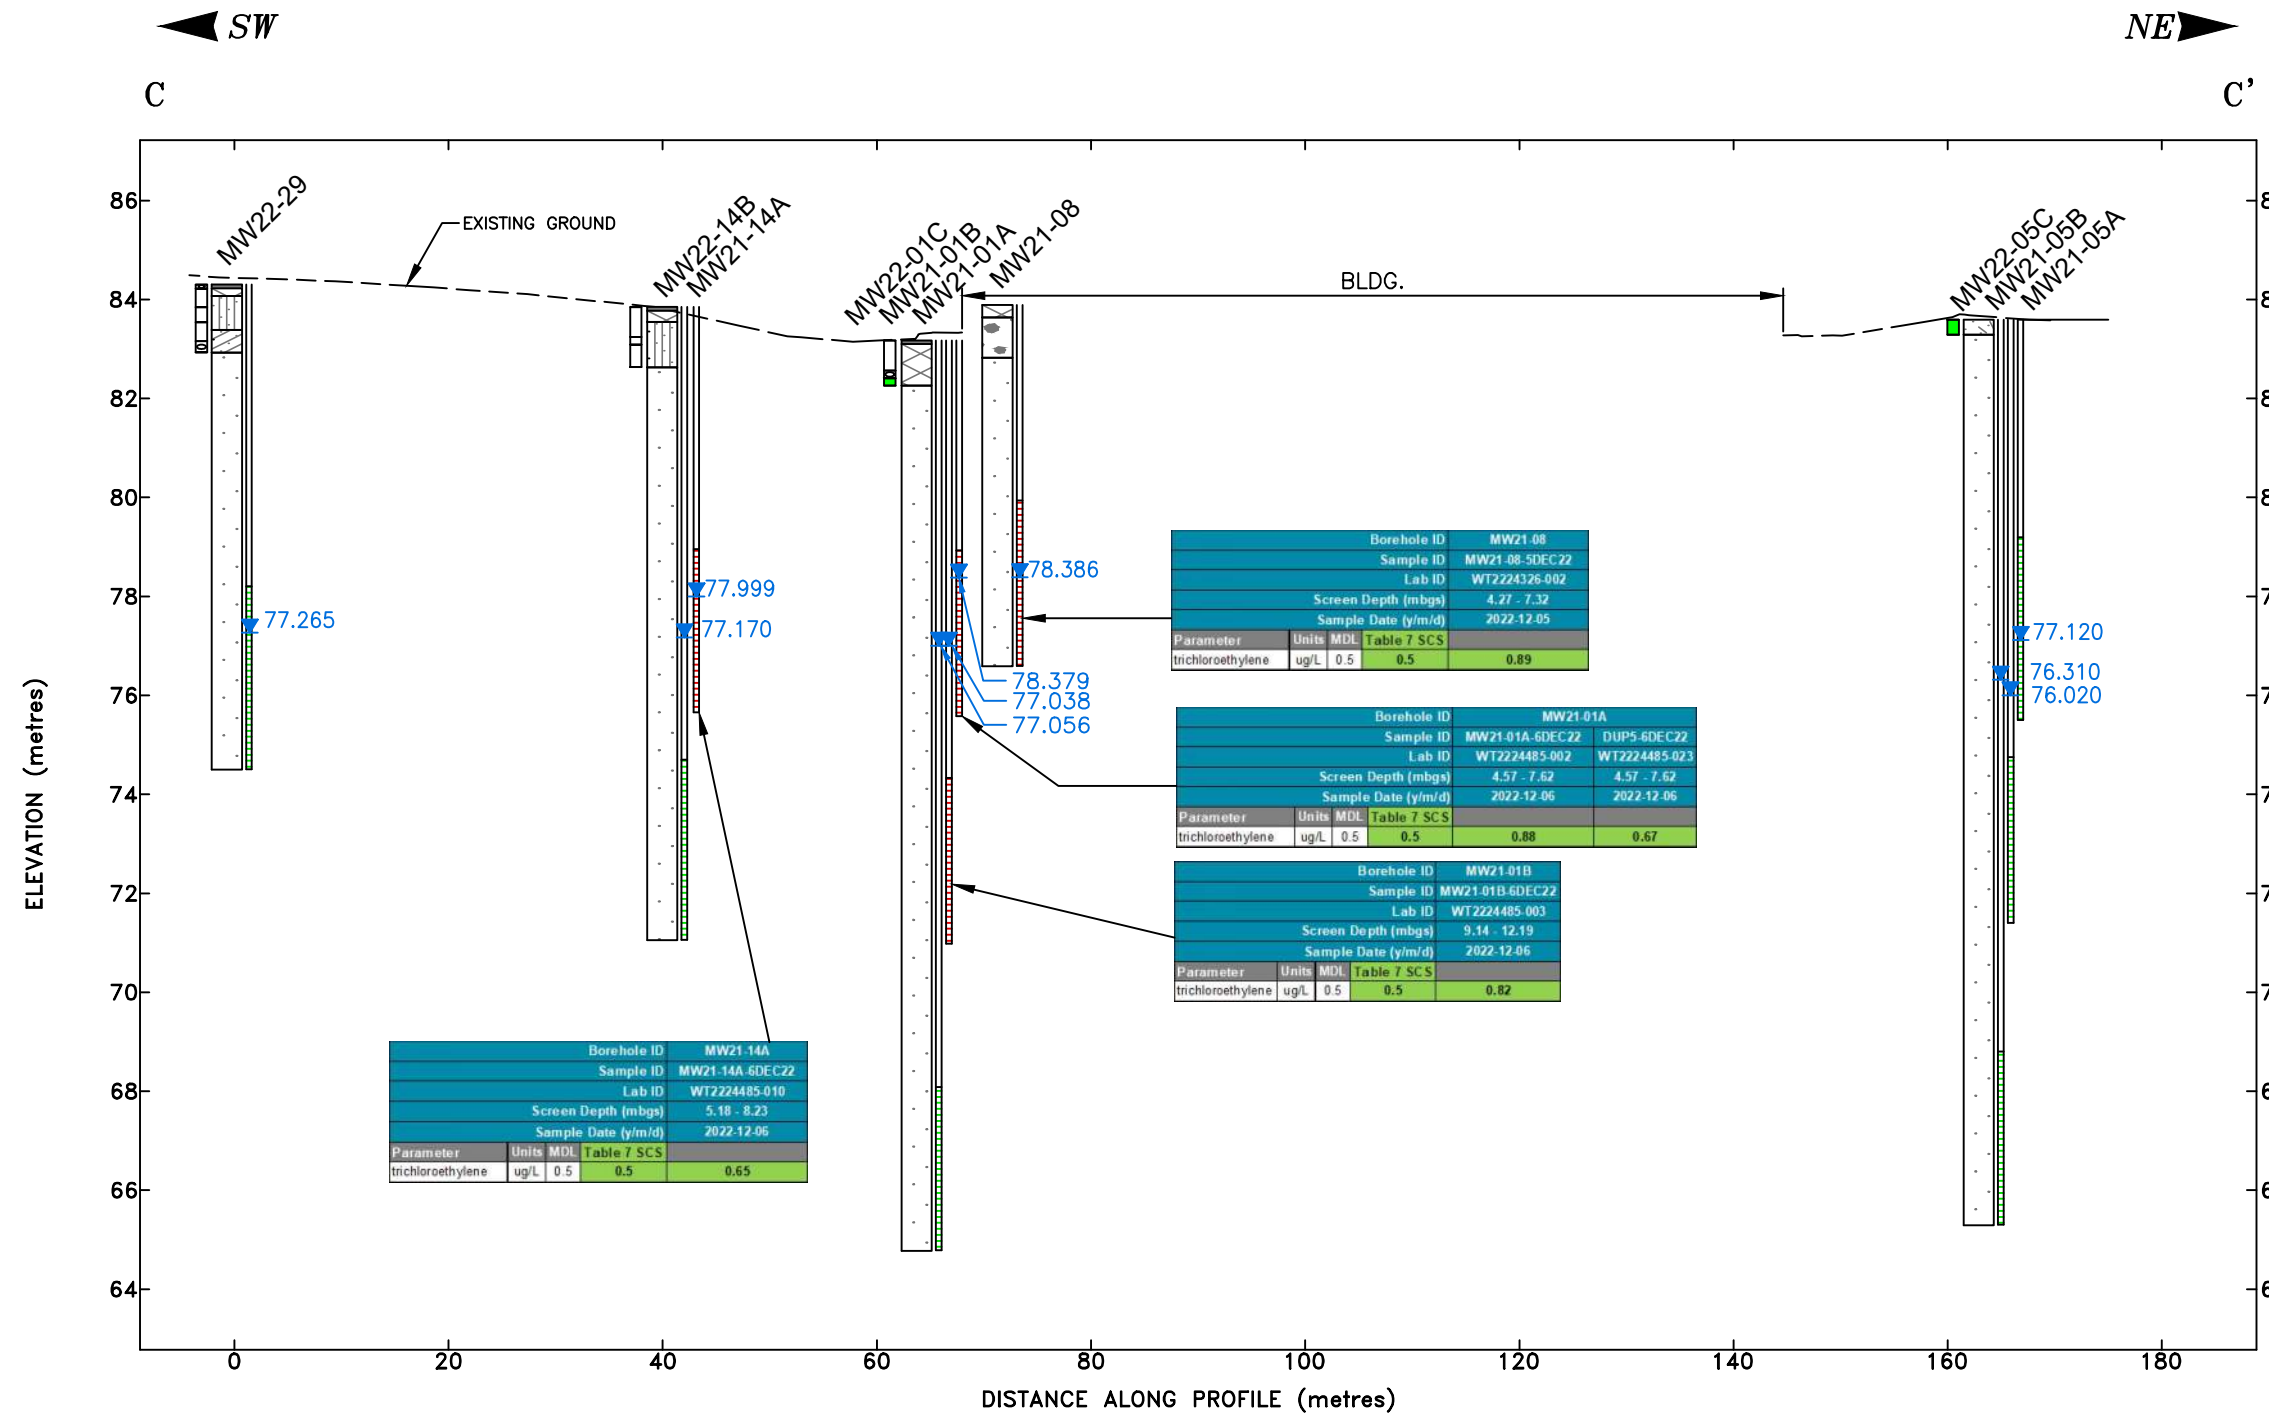 SW
NE
C
C'
MW22-29
MW22-14B
MW21-14A
MW22-01C
MW21-01B
MW21-01A
MW21-08
MW22-05C
MW21-05B
MW21-05A
EXISTING GROUND
BLDG.
ELEVATION (metres)
86
84
82
80
78
76
74
72
70
68
66
64
8
8
8
8
7
7
7
7
7
6
6
6
77.265
77.999
77.170
78.386
78.379
77.038
77.056
77.120
76.310
76.020
Borehole ID MW21-08
Sample ID MW21-08-5DEC22
Lab ID WT2224326-002
Screen Depth (mbgs) 4.27 - 7.32
Sample Date (y/m/d) 2022-12-05
Parameter Units MDL Table 7 SCS
trichloroethylene ug/L 0.5 0.5 0.89
Borehole ID MW21-01A
Sample ID MW21-01A-6DEC22 DUP5-6DEC22
Lab ID WT2224485-002 WT2224485-023
Screen Depth (mbgs) 4.57 - 7.62 4.57 - 7.62
Sample Date (y/m/d) 2022-12-06 2022-12-06
Parameter Units MDL Table 7 SCS
trichloroethylene ug/L 0.5 0.5 0.88 0.67
Borehole ID MW21-01B
Sample ID MW21-01B-6DEC22
Lab ID WT2224485-003
Screen Depth (mbgs) 9.14 - 12.19
Sample Date (y/m/d) 2022-12-06
Parameter Units MDL Table 7 SCS
trichloroethylene ug/L 0.5 0.5 0.82
Borehole ID MW21-14A
Sample ID MW21-14A-6DEC22
Lab ID WT2224485-010
Screen Depth (mbgs) 5.18 - 8.23
Sample Date (y/m/d) 2022-12-06
Parameter Units MDL Table 7 SCS
trichloroethylene ug/L 0.5 0.5 0.65
0 20 40 60 80 100 120 140 160 180
DISTANCE ALONG PROFILE (metres)